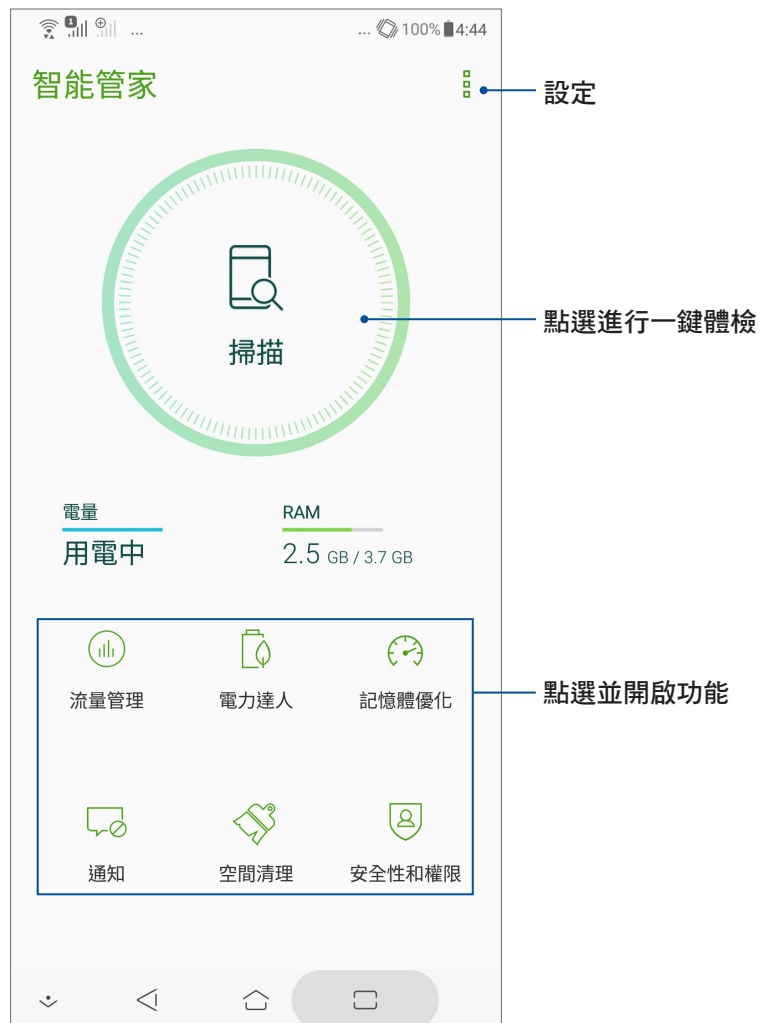 1
... ... 100% 4:44
智能管家
設定
掃描
點選進行一鍵體檢
電量 RAM
用電中 2.5 GB / 3.7 GB
流量管理 電力達人 記憶體優化
點選並開啟功能
通知 空間清理 安全性和權限